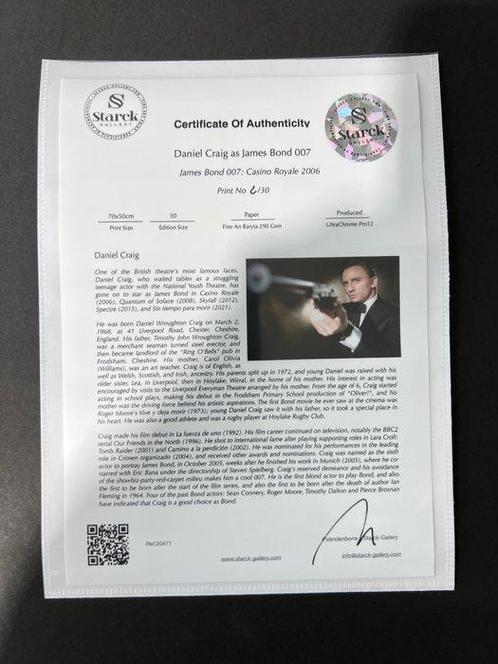 Starck
GALLERY
Certificate Of Authenticity
Starck
GALLERY
Daniel Craig as James Bond 007
James Bond 007: Casino Royale 2006
Print No /30
70x50cm
Print Size
30
Edition Size
Paper
Fine Art Baryta 290 Gsm
Produced
UltraChrome Pro12
Daniel Craig
One of the British theatre's most famous faces,
Daniel Craig, who waited tables as a struggling
teenage actor with the National Youth Theatre, has
gone on to star as James Bond in Casino Royale
(2006), Quantum of Solace (2008), Skyfall (2012),
Spectre (2015), and Sin tiempo para morir (2021).
He was born Daniel Wroughton Craig on March 2,
1968, at 41 Liverpool Road, Chester, Cheshire,
England. His father, Timothy John Wroughton Craig,
was a merchant seaman turned steel erector, and
then became landlord of the "Ring O'Bells" pub in
Frodsham, Cheshire. His mother, Carol Olivia
(Williams), was an art teacher. Craig is of English, as
well as Welsh, Scottish, and Irish, ancestry. His parents split up in 1972, and young Daniel was raised with his
older sister, Lea, in Liverpool, then in Hoylake, Wirral, in the home of his mother. His interest in acting was
encouraged by visits to the Liverpool Everyman Theatre arranged by his mother. From the age of 6, Craig started
acting in school plays, making his debut in the Frodsham Primary School production of "Oliver!", and his
mother was the driving force behind his artistic aspirations. The first Bond movie he ever saw at the cinema was
Roger Moore's Vive y deja morir (1973); young Daniel Craig saw it with his father, so it took a special place in
his heart. He was also a good athlete and was a rugby player at Hoylake Rugby Club.
Craig made his film debut in La fuerza de uno (1992). His film career continued on television, notably the BBC2
serial Our Friends in the North (1996). He shot to international fame after playing supporting roles in Lara Croft:
Tomb Raider (2001) and Camino a la perdición (2002). He was nominated for his performances in the leading
role in Crimen organizado (2004), and received other awards and nominations. Craig was named as the sixth
actor to portray James Bond, in October 2005, weeks after he finished his work in Munich (2005), where he co-
starred with Eric Bana under the directorship of Steven Spielberg. Craig's reserved demeanor and his avoidance
of the showbiz-party-red-carpet milieu makes him a cool 007. He is the first blond actor to play Bond, and also
the first to be born after the start of the film series, and also the first to be born after the death of author Ian
Fleming in 1964. Four of the past Bond actors: Sean Connery, Roger Moore, Timothy Dalton and Pierce Brosnan
have indicated that Craig is a good choice as Bond.
Ref:20471
Starck-Gallery
www.starck-gallery.com
info@starck-gallery.com